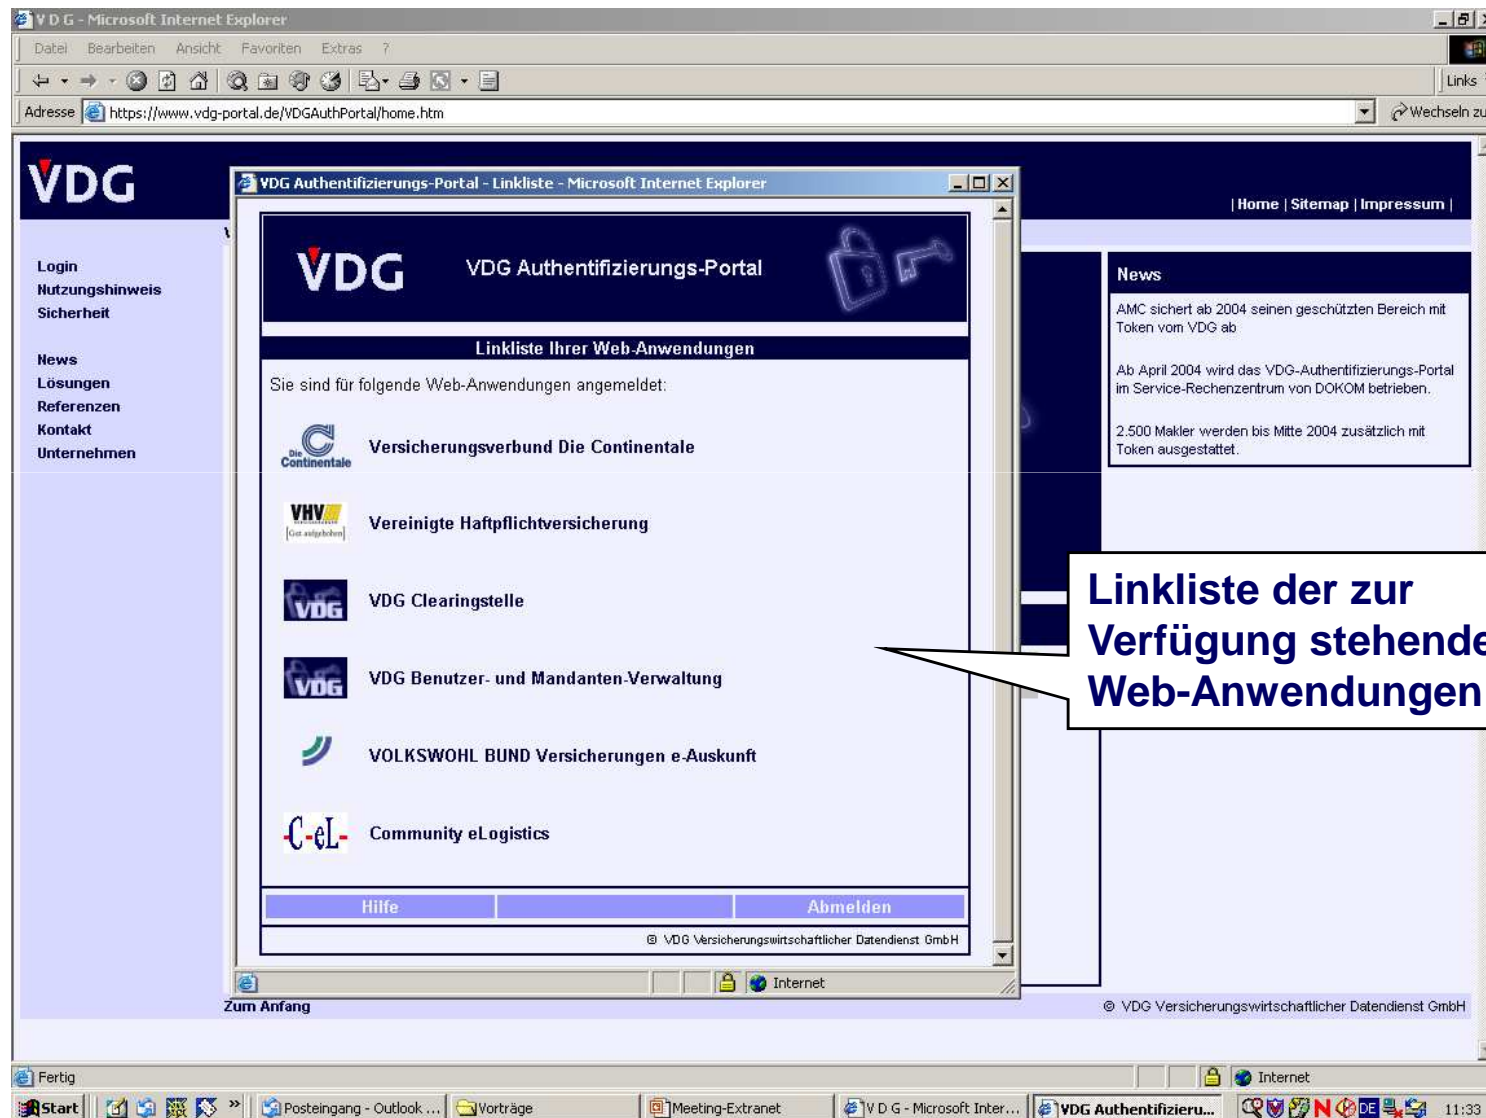 V D G - Microsoft Internet Explorer
Datei Bearbeiten Ansicht Favoriten Extras ?
Links
Adresse https://www.vdg-portal.de/VDGAuthPortal/home.htm Wechseln zu
VDG
| Home | Sitemap | Impressum |
Login
Nutzungshinweis
Sicherheit
News
Lösungen
Referenzen
Kontakt
Unternehmen
VDG Authentifizierungs-Portal - Linkliste - Microsoft Internet Explorer
VDG
VDG Authentifizierungs-Portal
Linkliste Ihrer Web-Anwendungen
Sie sind für folgende Web-Anwendungen angemeldet:
Die Continentale
Versicherungsverbund Die Continentale
VHV
[Gut aufgehoben]
Vereinigte Haftpflichtversicherung
VDG
VDG Clearingstelle
VDG
VDG Benutzer- und Mandanten-Verwaltung
VOLKSWOHL BUND Versicherungen e-Auskunft
-C-eL-
Community eLogistics
Hilfe
Abmelden
© VDG Versicherungswirtschaftlicher Datendienst GmbH
Internet
News
AMC sichert ab 2004 seinen geschützten Bereich mit
Token vom VDG ab
Ab April 2004 wird das VDG-Authentifizierungs-Portal
im Service-Rechenzentrum von DOKOM betrieben.
2.500 Makler werden bis Mitte 2004 zusätzlich mit
Token ausgestattet.
Linkliste der zur
Verfügung stehende
Web-Anwendungen
Zum Anfang
© VDG Versicherungswirtschaftlicher Datendienst GmbH
Fertig
Internet
Start
»
Posteingang - Outlook ...
Vorträge
Meeting-Extranet
V D G - Microsoft Inter...
VDG Authentifizieru...
N
DE
11:33